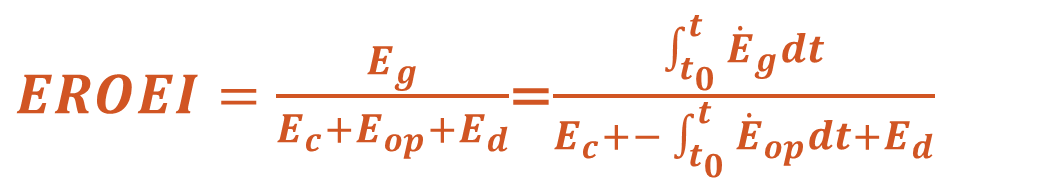 EROEI = E_g / (E_c+E_op+E_d) = ∫_{t_0}^{t} Ė_g dt / (E_c+− ∫_{t_0}^{t} Ė_op dt+E_d)